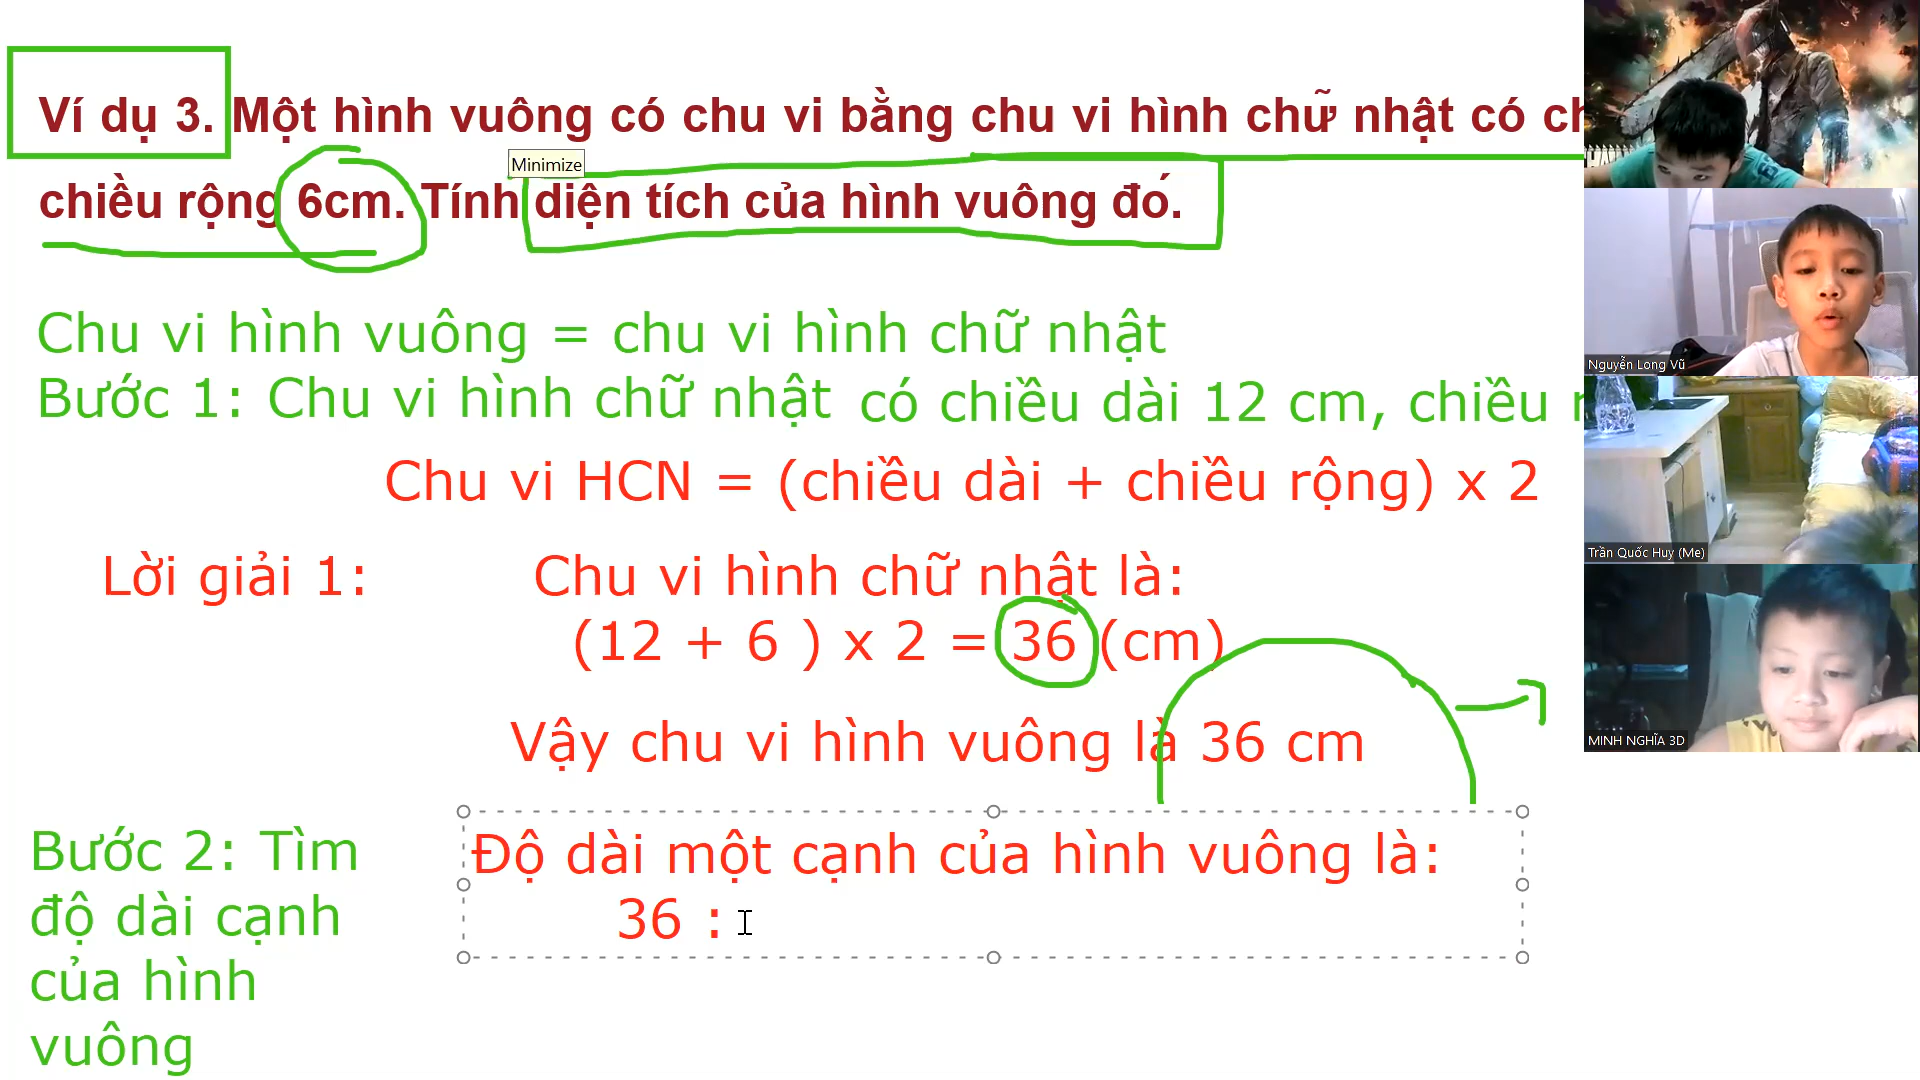 Ví dụ 3. Một hình vuông có chu vi bằng chu vi hình chữ nhật có ch
Minimize
chiều rộng 6cm. Tính diện tích của hình vuông đó.
Chu vi hình vuông = chu vi hình chữ nhật
Bước 1: Chu vi hình chữ nhật có chiều dài 12 cm, chiều r
Chu vi HCN = (chiều dài + chiều rộng) x 2
Lời giải 1: Chu vi hình chữ nhật là:
(12 + 6 ) x 2 = 36 (cm)
Vậy chu vi hình vuông là 36 cm
Bước 2: Tìm
độ dài cạnh
của hình
vuông
Độ dài một cạnh của hình vuông là:
36 :
Nguyễn Long Vũ
Trần Quốc Huy (Me)
MINH NGHĨA 3D